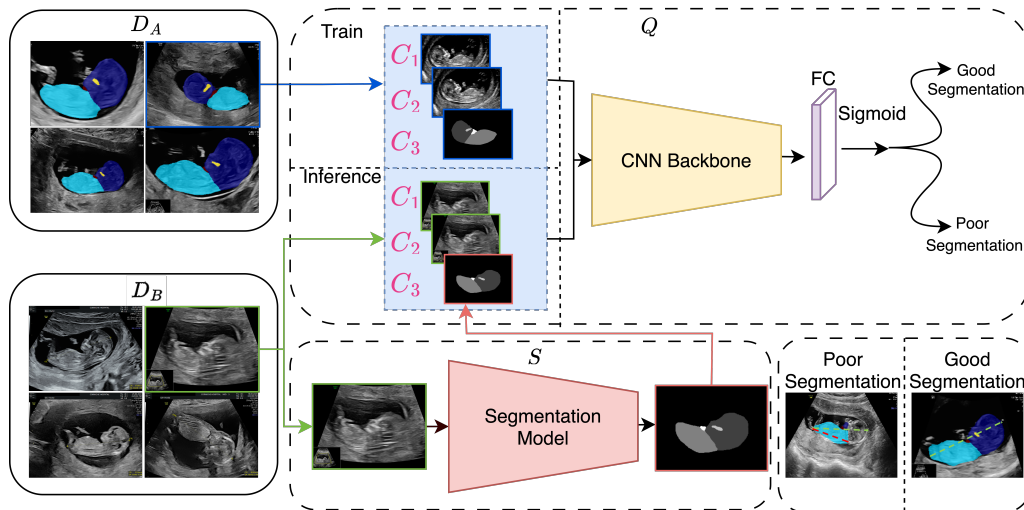 D_A
Train
C_1
C_2
C_3
Inference
C_1
C_2
C_3
Q
CNN Backbone
FC
Sigmoid
Good
Segmentation
Poor
Segmentation
D_B
S
Segmentation
Model
Poor
Segmentation
Good
Segmentation